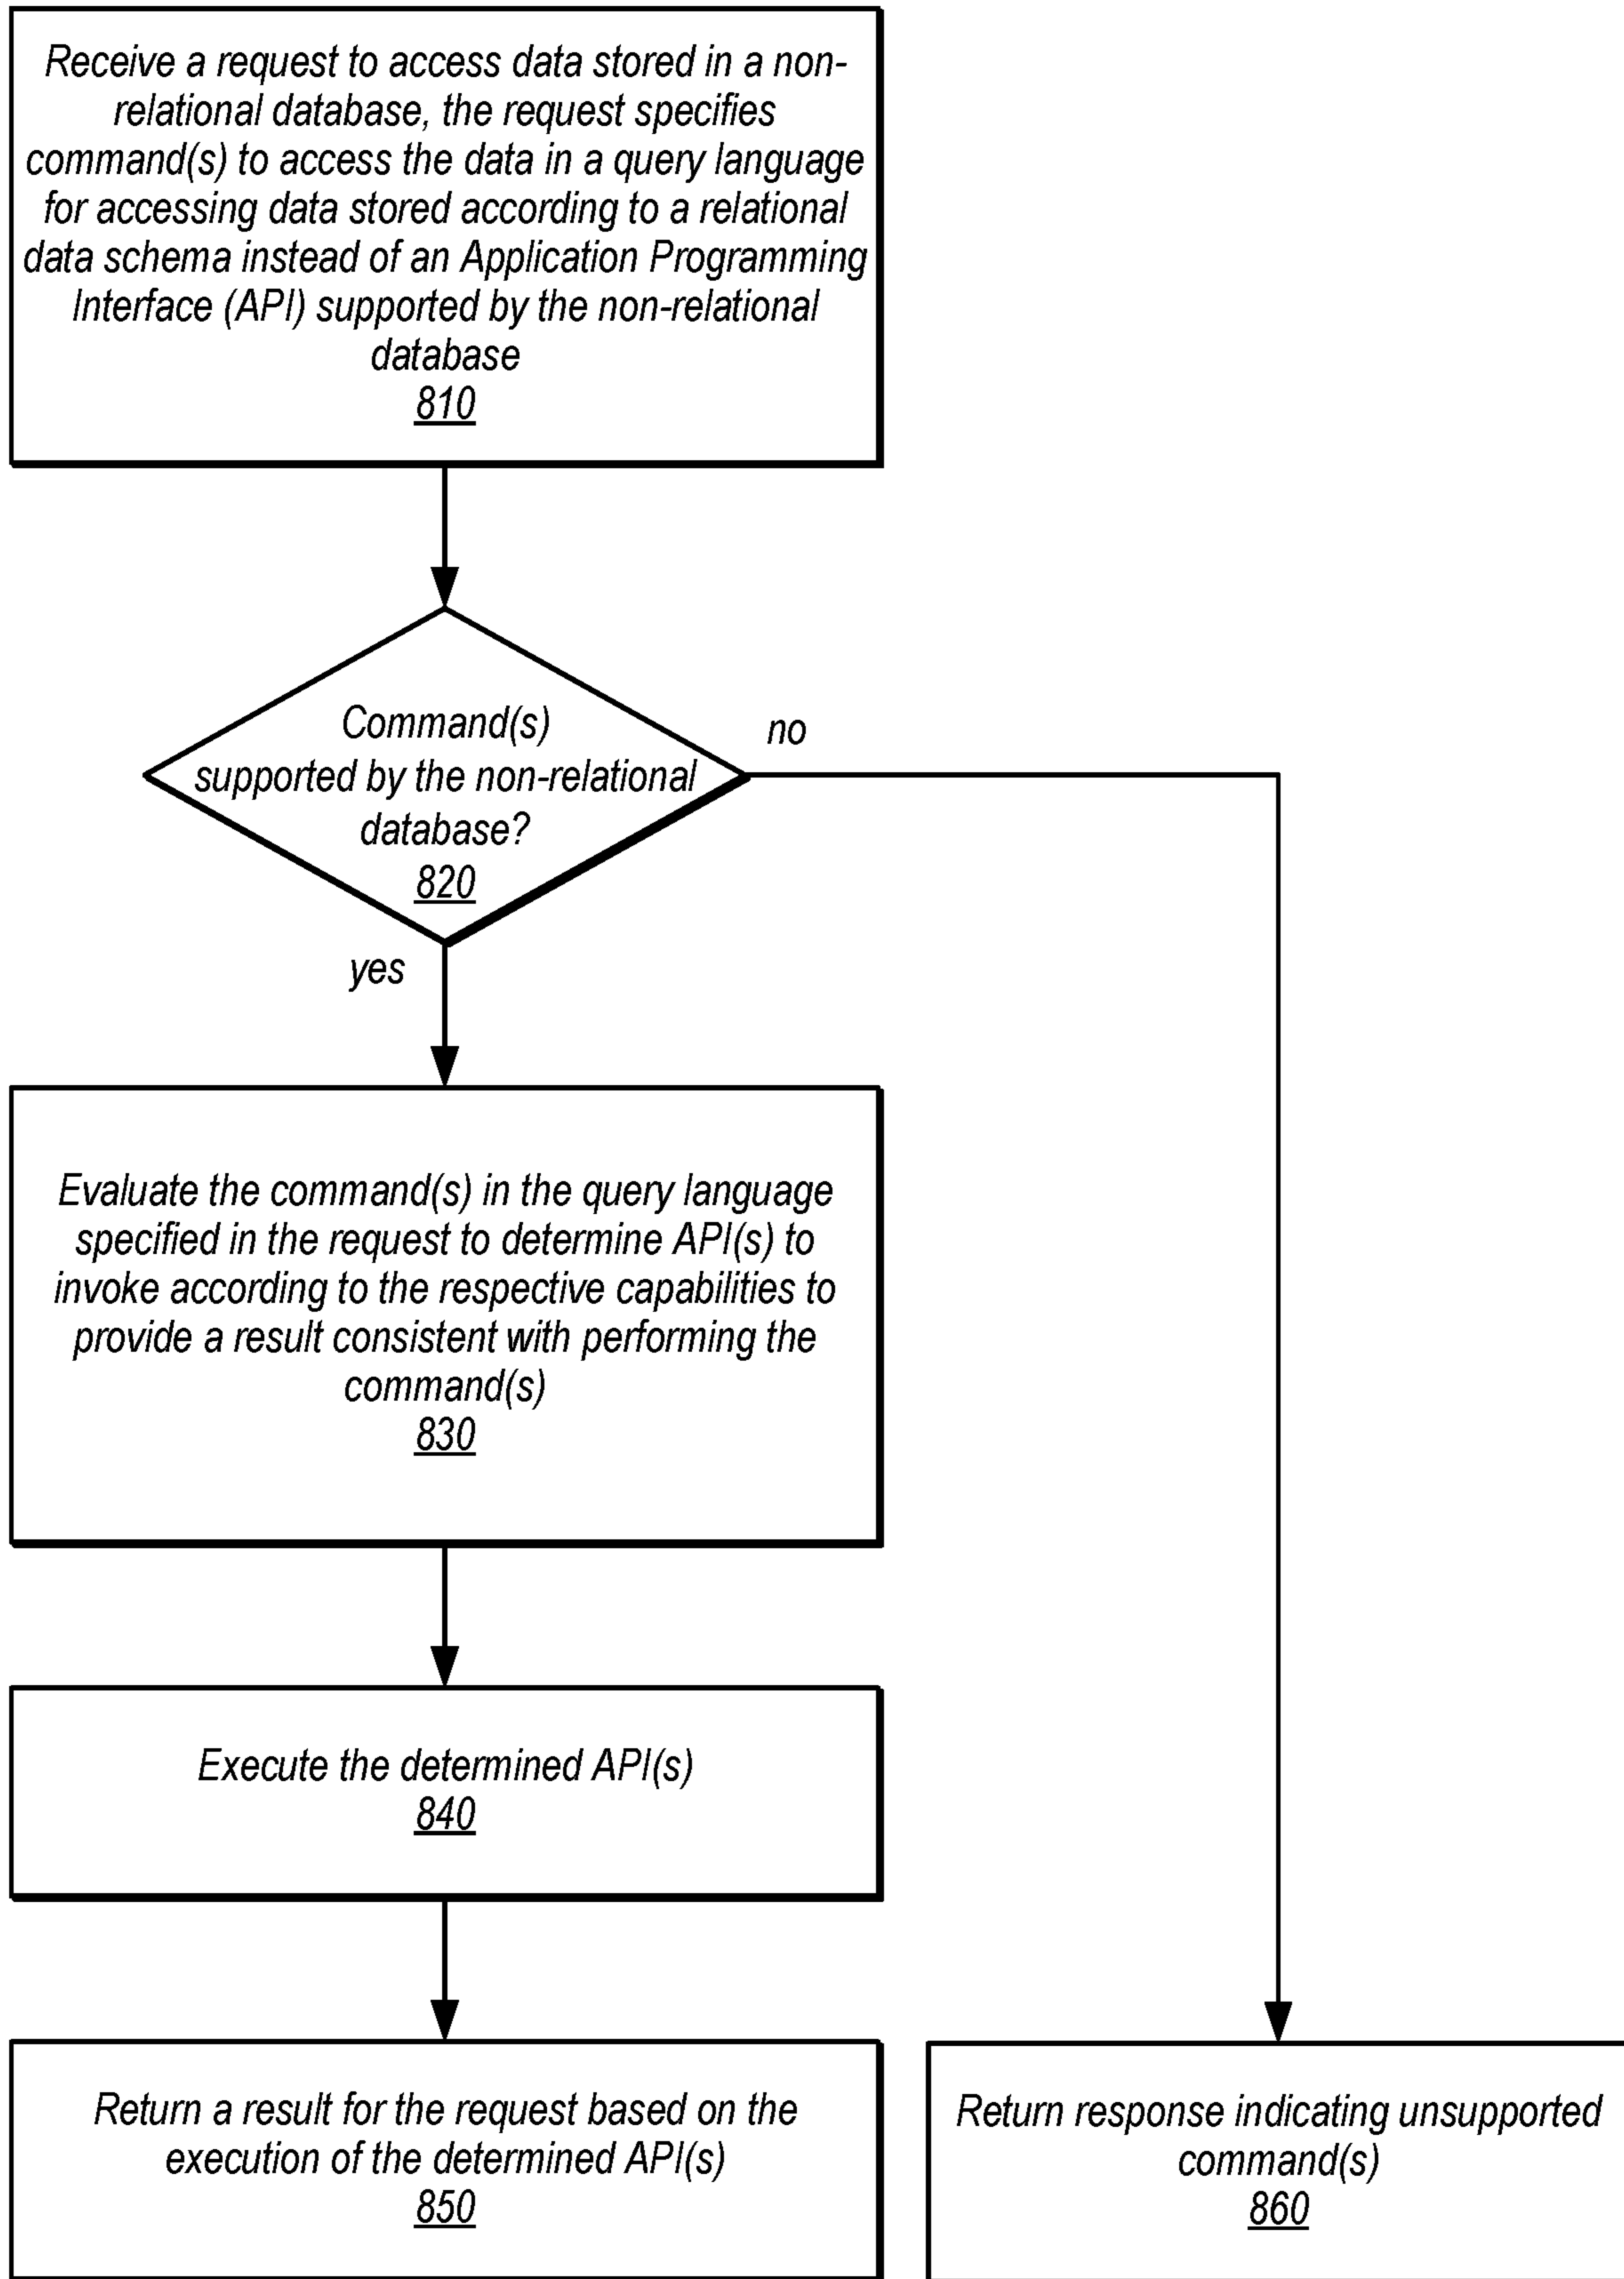 Receive a request to access data stored in a non-
relational database, the request specifies
command(s) to access the data in a query language
for accessing data stored according to a relational
data schema instead of an Application Programming
Interface (API) supported by the non-relational
database
810
Command(s)
supported by the non-relational
database?
820
no
yes
Evaluate the command(s) in the query language
specified in the request to determine API(s) to
invoke according to the respective capabilities to
provide a result consistent with performing the
command(s)
830
Execute the determined API(s)
840
Return a result for the request based on the
execution of the determined API(s)
850
Return response indicating unsupported
command(s)
860